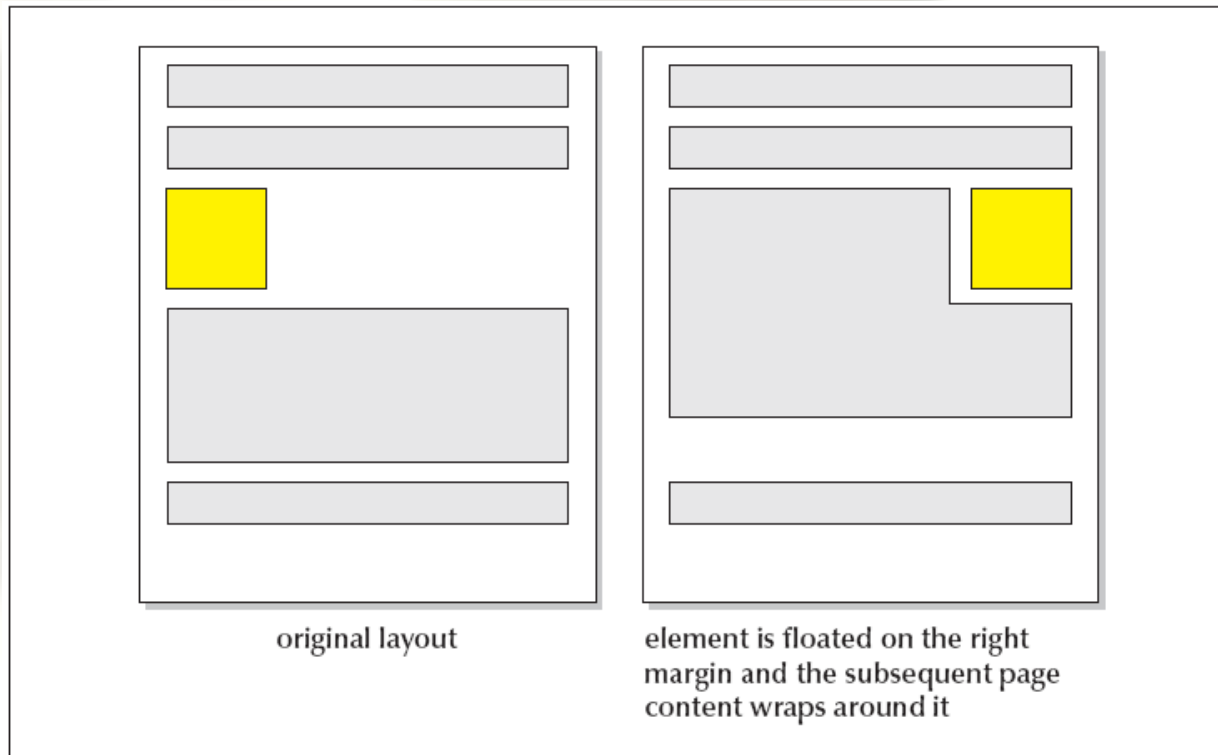 original layout
element is floated on the right
margin and the subsequent page
content wraps around it